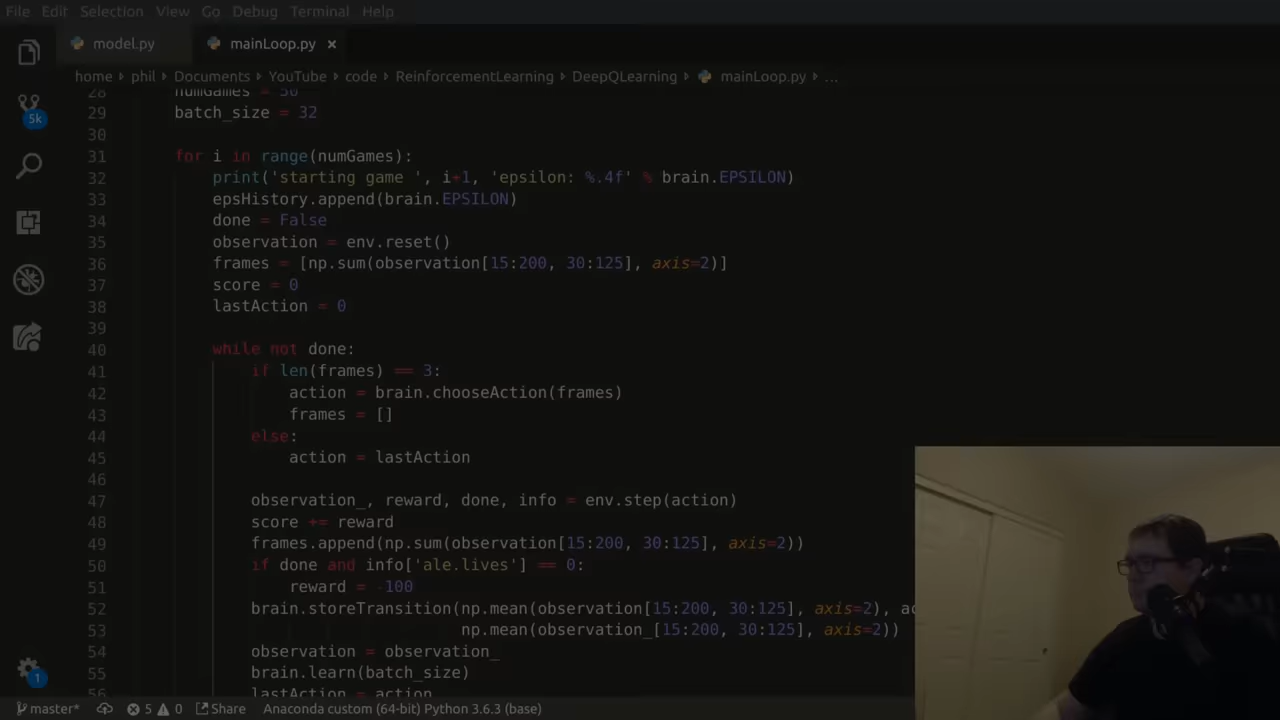 File Edit Selection View Go Debug Terminal Help
model.py mainLoop.py ×
home ▸ phil ▸ Documents ▸ YouTube ▸ code ▸ ReinforcementLearning ▸ DeepQLearning ▸ mainLoop.py ▸ ...
28 numGames = 50
29 batch_size = 32
30
31 for i in range(numGames):
32 print('starting game ', i+1, 'epsilon: %.4f' % brain.EPSILON)
33 epsHistory.append(brain.EPSILON)
34 done = False
35 observation = env.reset()
36 frames = [np.sum(observation[15:200, 30:125], axis=2)]
37 score = 0
38 lastAction = 0
39
40 while not done:
41 if len(frames) == 3:
42 action = brain.chooseAction(frames)
43 frames = []
44 else:
45 action = lastAction
46
47 observation_, reward, done, info = env.step(action)
48 score += reward
49 frames.append(np.sum(observation[15:200, 30:125], axis=2))
50 if done and info['ale.lives'] == 0:
51 reward = -100
52 brain.storeTransition(np.mean(observation[15:200, 30:125], axis=2), ac
53 np.mean(observation_[15:200, 30:125], axis=2))
54 observation = observation_
55 brain.learn(batch_size)
56 lastAction = action
5k
1
master* 5 0 Share Anaconda custom (64-bit) Python 3.6.3 (base)